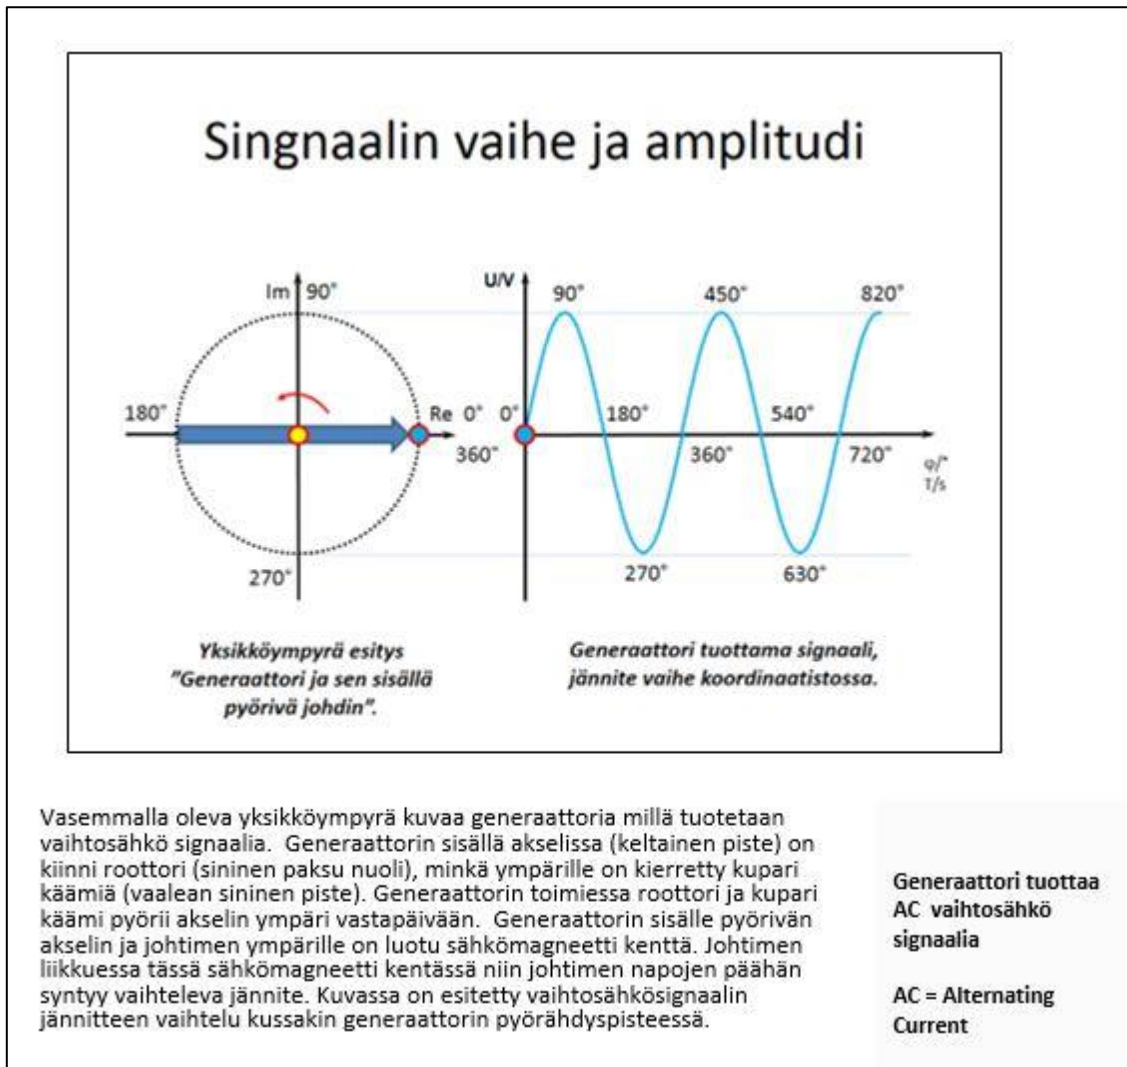 Singnaalin vaihe ja amplitudi
Im 90°
180°
Re 0°
360°
270°
U/V
0°
90°
450°
820°
180°
540°
360°
720°
270°
630°
φ/°
T/s
Yksikköympyrä esitys
"Generaattori ja sen sisällä
pyörivä johdin".
Generaattori tuottama signaali,
jännite vaihe koordinaatistossa.
Vasemmalla oleva yksikköympyrä kuvaa generaattoria millä tuotetaan
vaihtosähkö signaalia. Generaattorin sisällä akselissa (keltainen piste) on
kiinni roottori (sininen paksu nuoli), minkä ympärille on kierretty kupari
käämiä (vaalean sininen piste). Generaattorin toimiessa roottori ja kupari
käämi pyörii akselin ympäri vastapäivään. Generaattorin sisälle pyörivän
akselin ja johtimen ympärille on luotu sähkömagneetti kenttä. Johtimen
liikkuessa tässä sähkömagneetti kentässä niin johtimen napojen päähän
syntyy vaihteleva jännite. Kuvassa on esitetty vaihtosähkösignaalin
jännitteen vaihtelu kussakin generaattorin pyörähdyspisteessä.
Generaattori tuottaa
AC vaihtosähkö
signaalia
AC = Alternating
Current